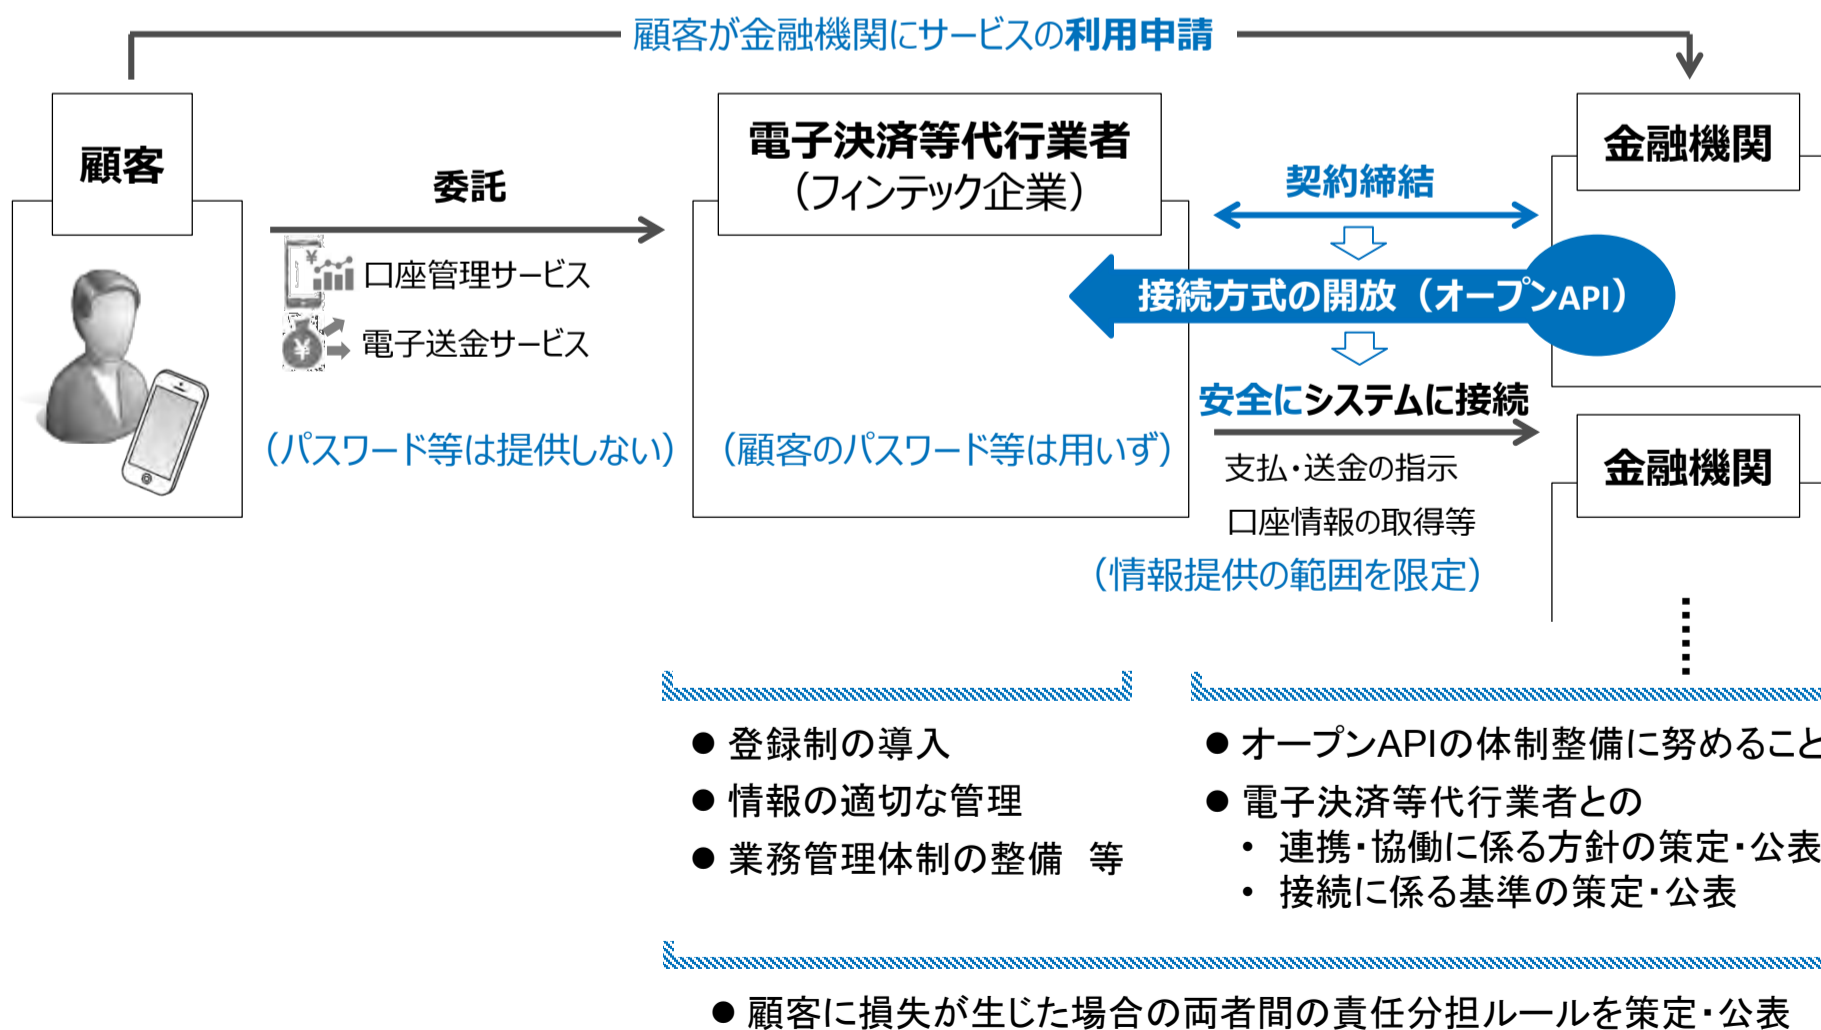 顧客が金融機関にサービスの利用申請
顧客
委託
口座管理サービス
電子送金サービス
（パスワード等は提供しない）
電子決済等代行業者
（フィンテック企業）
（顧客のパスワード等は用いず）
契約締結
接続方式の開放（オープンAPI）
安全にシステムに接続
支払・送金の指示
口座情報の取得等
（情報提供の範囲を限定）
金融機関
金融機関
● 登録制の導入
● 情報の適切な管理
● 業務管理体制の整備　等
● オープンAPIの体制整備に努めること
● 電子決済等代行業者との
・ 連携・協働に係る方針の策定・公表
・ 接続に係る基準の策定・公表
● 顧客に損失が生じた場合の両者間の責任分担ルールを策定・公表